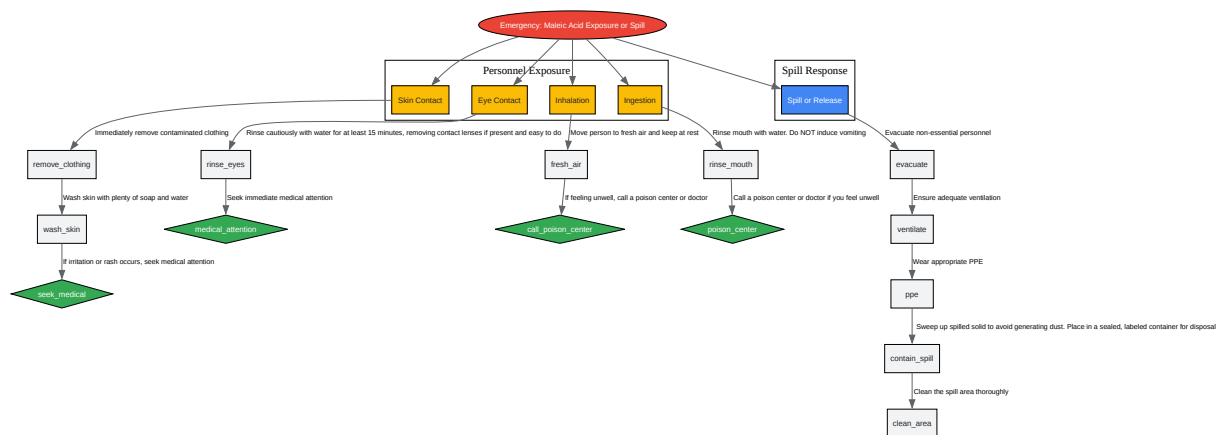 Emergency: Maleic Acid Exposure or Spill
Personnel Exposure
Spill Response
Skin Contact
Eye Contact
Inhalation
Ingestion
Spill or Release
Immediately remove contaminated clothing
Rinse cautiously with water for at least 15 minutes, removing contact lenses if present and easy to do
Move person to fresh air and keep at rest
Rinse mouth with water. Do NOT induce vomiting
Evacuate non-essential personnel
remove_clothing
rinse_eyes
fresh_air
rinse_mouth
evacuate
Wash skin with plenty of soap and water
Seek immediate medical attention
If feeling unwell, call a poison center or doctor
Call a poison center or doctor if you feel unwell
Ensure adequate ventilation
wash_skin
medical_attention
call_poison_center
poison_center
ventilate
If irritation or rash occurs, seek medical attention
Wear appropriate PPE
seek_medical
ppe
Sweep up spilled solid to avoid generating dust. Place in a sealed, labeled container for disposal
contain_spill
Clean the spill area thoroughly
clean_area